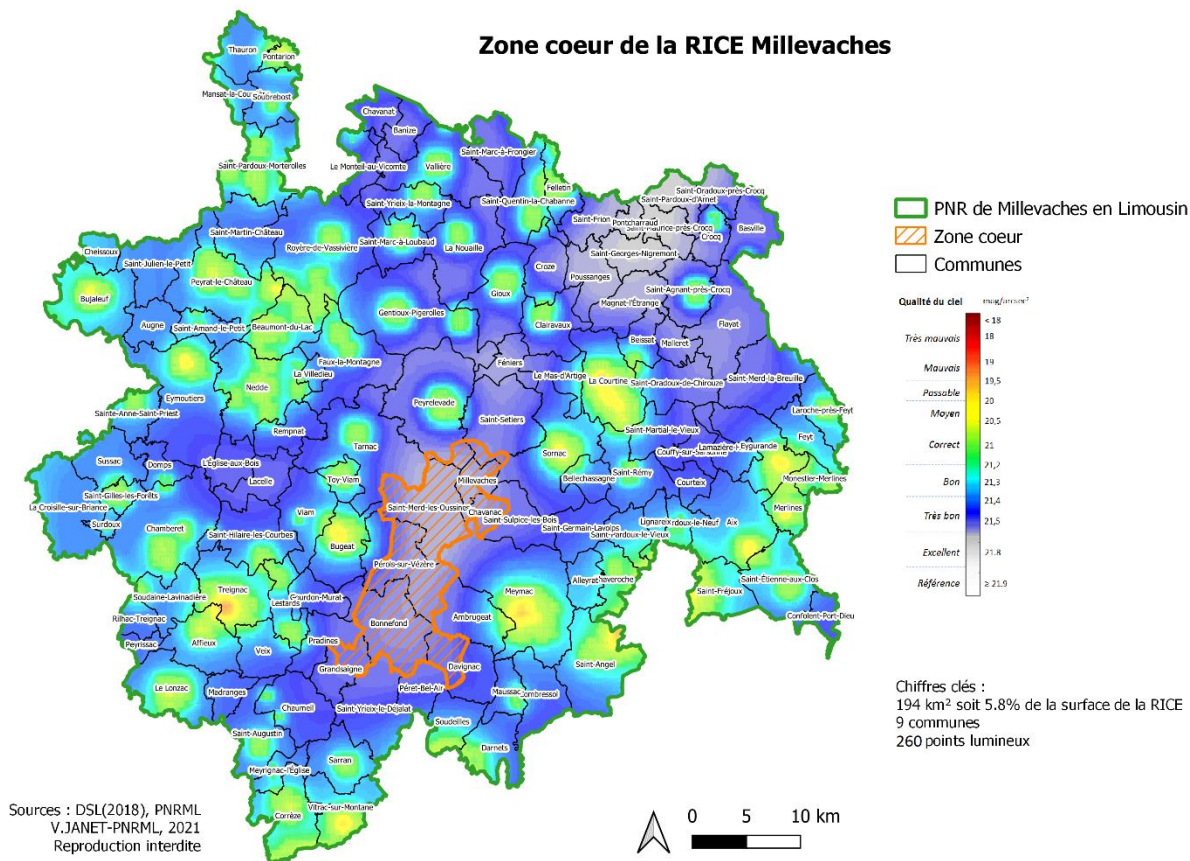 Zone coeur de la RICE Millevaches
Thauron
Pontarion
Mansat-la-Cou
Soubrebost
Saint-Pardoux-Morterolles
Chavanat
Banize
Le Monteil-au-Vicomte
Vallière
Saint-Marc-à-Frongier
Felletin
Saint-Yrieix-la-Montagne
Saint-Quentin-la-Chabanne
Saint-Oradoux-près-Crocq
Saint-Pardoux-d'Arnet
Saint-Frion
Pontcharraud
Saint-Maurice-près-Crocq
Crocq
Basville
Saint-Martin-Château
Royère-de-Vassivière
Saint-Marc-à-Loubaud
La Nouaille
Saint-Georges-Nigremont
Cheissoux
Saint-Julien-le-Petit
Croze
Poussanges
Bujaleuf
Peyrat-le-Château
Gioux
Saint-Agnant-près-Crocq
Magnat-l'Étrange
Augne
Saint-Amand-le-Petit
Beaumont-du-Lac
Gentioux-Pigerolles
Clairavaux
Flayat
Beissat
Malleret
Faux-la-Montagne
Féniers
La Villedieu
Le Mas-d'Artige
La Courtine
Saint-Oradoux-de-Chirouze
Saint-Merd-la-Breuille
Nedde
Eymoutiers
Peyrelevade
Sainte-Anne-Saint-Priest
Laroche-près-Feyt
Saint-Setiers
Rempnat
Saint-Martial-le-Vieux
Feyt
Tarnac
Sornac
Couffy-sur-Sarsonne
Eygurande
Sussac
Domps
L'Église-aux-Bois
Lacelle
Toy-Viam
Millevaches
Bellechassagne
Saint-Rémy
Courteix
Monestier-Merlines
Saint-Gilles-les-Forêts
La Croisille-sur-Briance
Saint-Merd-les-Oussines
Chavanac
Merlines
Surdoux
Viam
Saint-Sulpice-les-Bois
Saint-Germain-Lavolps
Lignareix
Aix
Chamberet
Saint-Hilaire-les-Courbes
Saint-Pardoux-le-Vieux
Bugeat
Pérols-sur-Vézère
Alleyrat
Saint-Étienne-aux-Clos
Soudaine-Lavinadière
Treignac
Lestards
Meymac
Saint-Fréjoux
Rilhac-Treignac
Bonnefond
Ambrugeat
Confolent-Port-Dieu
Peyrissac
Affieux
Veix
Pradines
Grandsaigne
Davignac
Saint-Angel
Le Lonzac
Madranges
Péret-Bel-Air
Maussac
Combressol
Chaumeil
Saint-Yrieix-le-Déjalat
Soudeilles
Saint-Augustin
Darnets
Meyrignac-l'Église
Sarran
Corrèze
Vitrac-sur-Montane
PNR de Millevaches en Limousin
Zone coeur
Communes
Qualité du ciel mag/arcsec²
< 18
Très mauvais 18
19
Mauvais 19,5
Passable 20
Moyen 20,5
Correct 21
21,2
Bon 21,3
21,4
Très bon 21,5
Excellent 21.8
Référence ≥ 21,9
Chiffres clés :
194 km² soit 5.8% de la surface de la RICE
9 communes
260 points lumineux
Sources : DSL(2018), PNRML
V.JANET-PNRML, 2021
Reproduction interdite
0 5 10 km